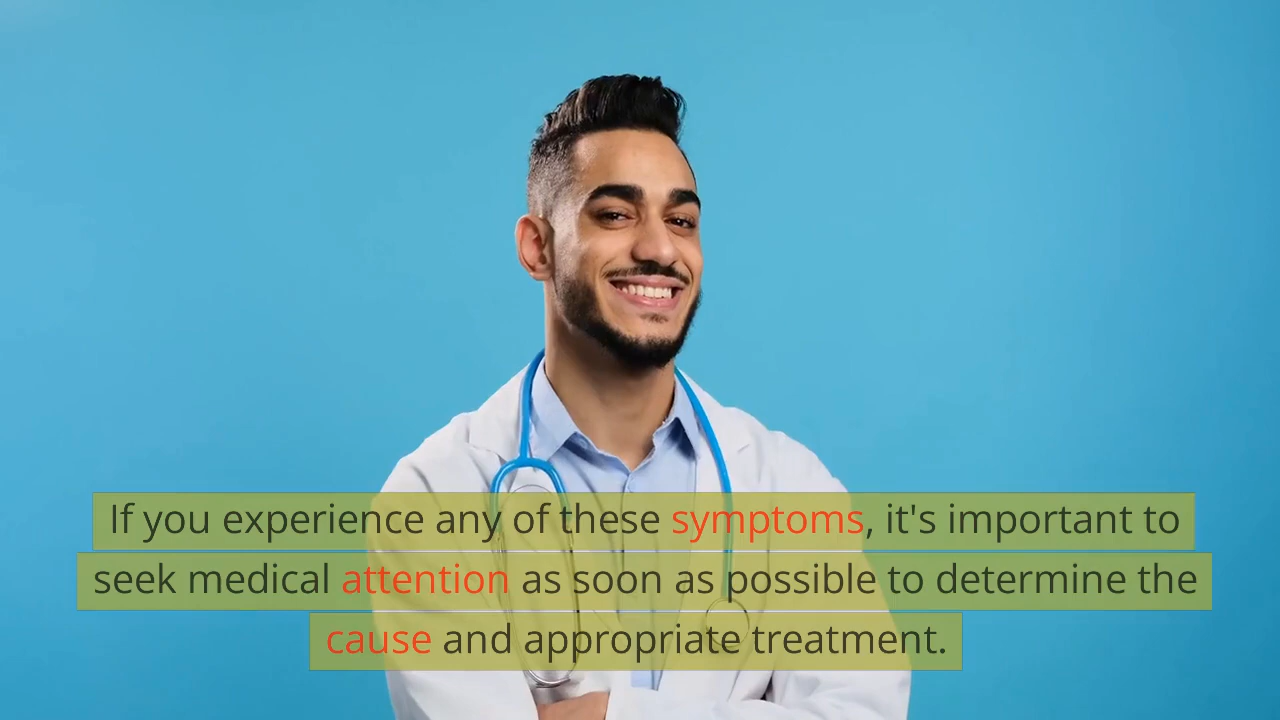 If you experience any of these symptoms, it's important to
seek medical attention as soon as possible to determine the
cause and appropriate treatment.